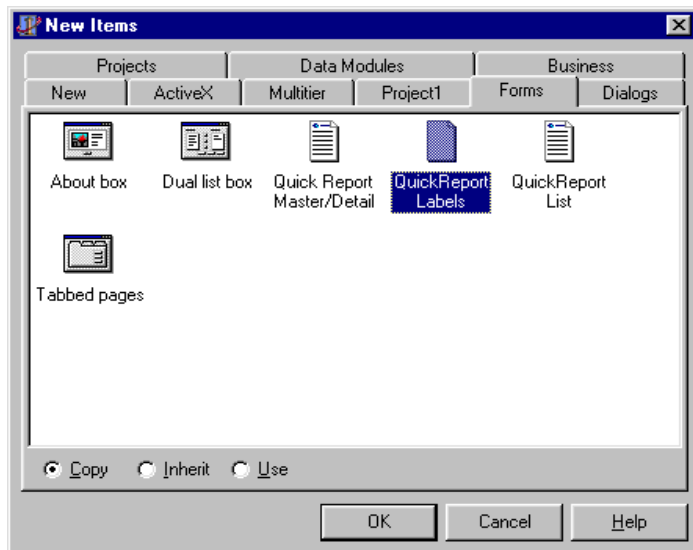 New Items
Projects Data Modules Business
New ActiveX Multitier Project1 Forms Dialogs
About box Dual list box Quick Report QuickReport QuickReport
Master/Detail Labels List
Tabbed pages
Copy Inherit Use
OK Cancel Help